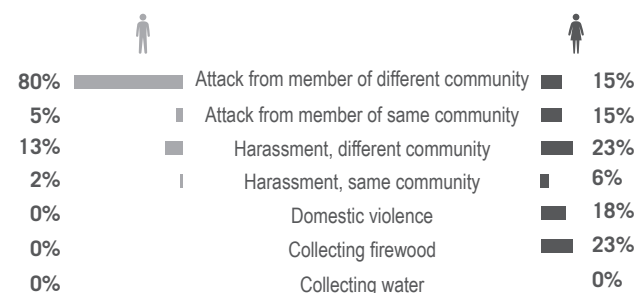 80% Attack from member of different community 15%
5% Attack from member of same community 15%
13% Harassment, different community 23%
2% Harassment, same community 6%
0% Domestic violence 18%
0% Collecting firewood 23%
0% Collecting water 0%